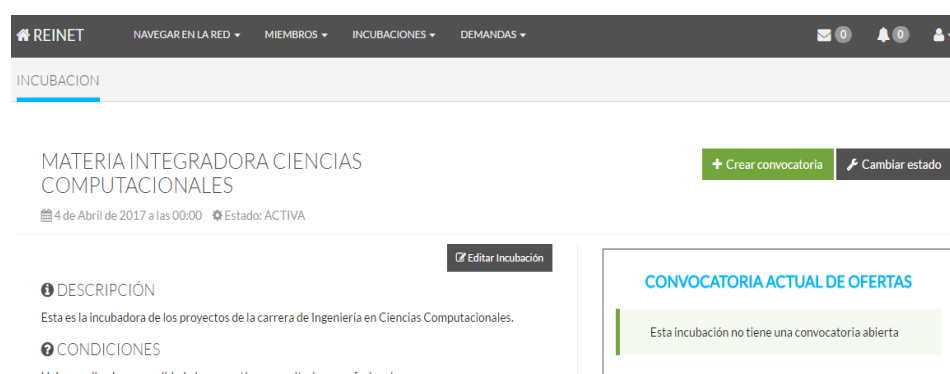 REINET NAVEGAR EN LA RED MIEMBROS INCUBACIONES DEMANDAS 0 0
INCUBACION
MATERIA INTEGRADORA CIENCIAS
COMPUTACIONALES
+ Crear convocatoria Cambiar estado
4 de Abril de 2017 a las 00:00 Estado: ACTIVA
Editar Incubación
CONVOCATORIA ACTUAL DE OFERTAS
DESCRIPCIÓN
Esta es la incubadora de los proyectos de la carrera de Ingeniería en Ciencias Computacionales.
Esta incubación no tiene una convocatoria abierta
CONDICIONES